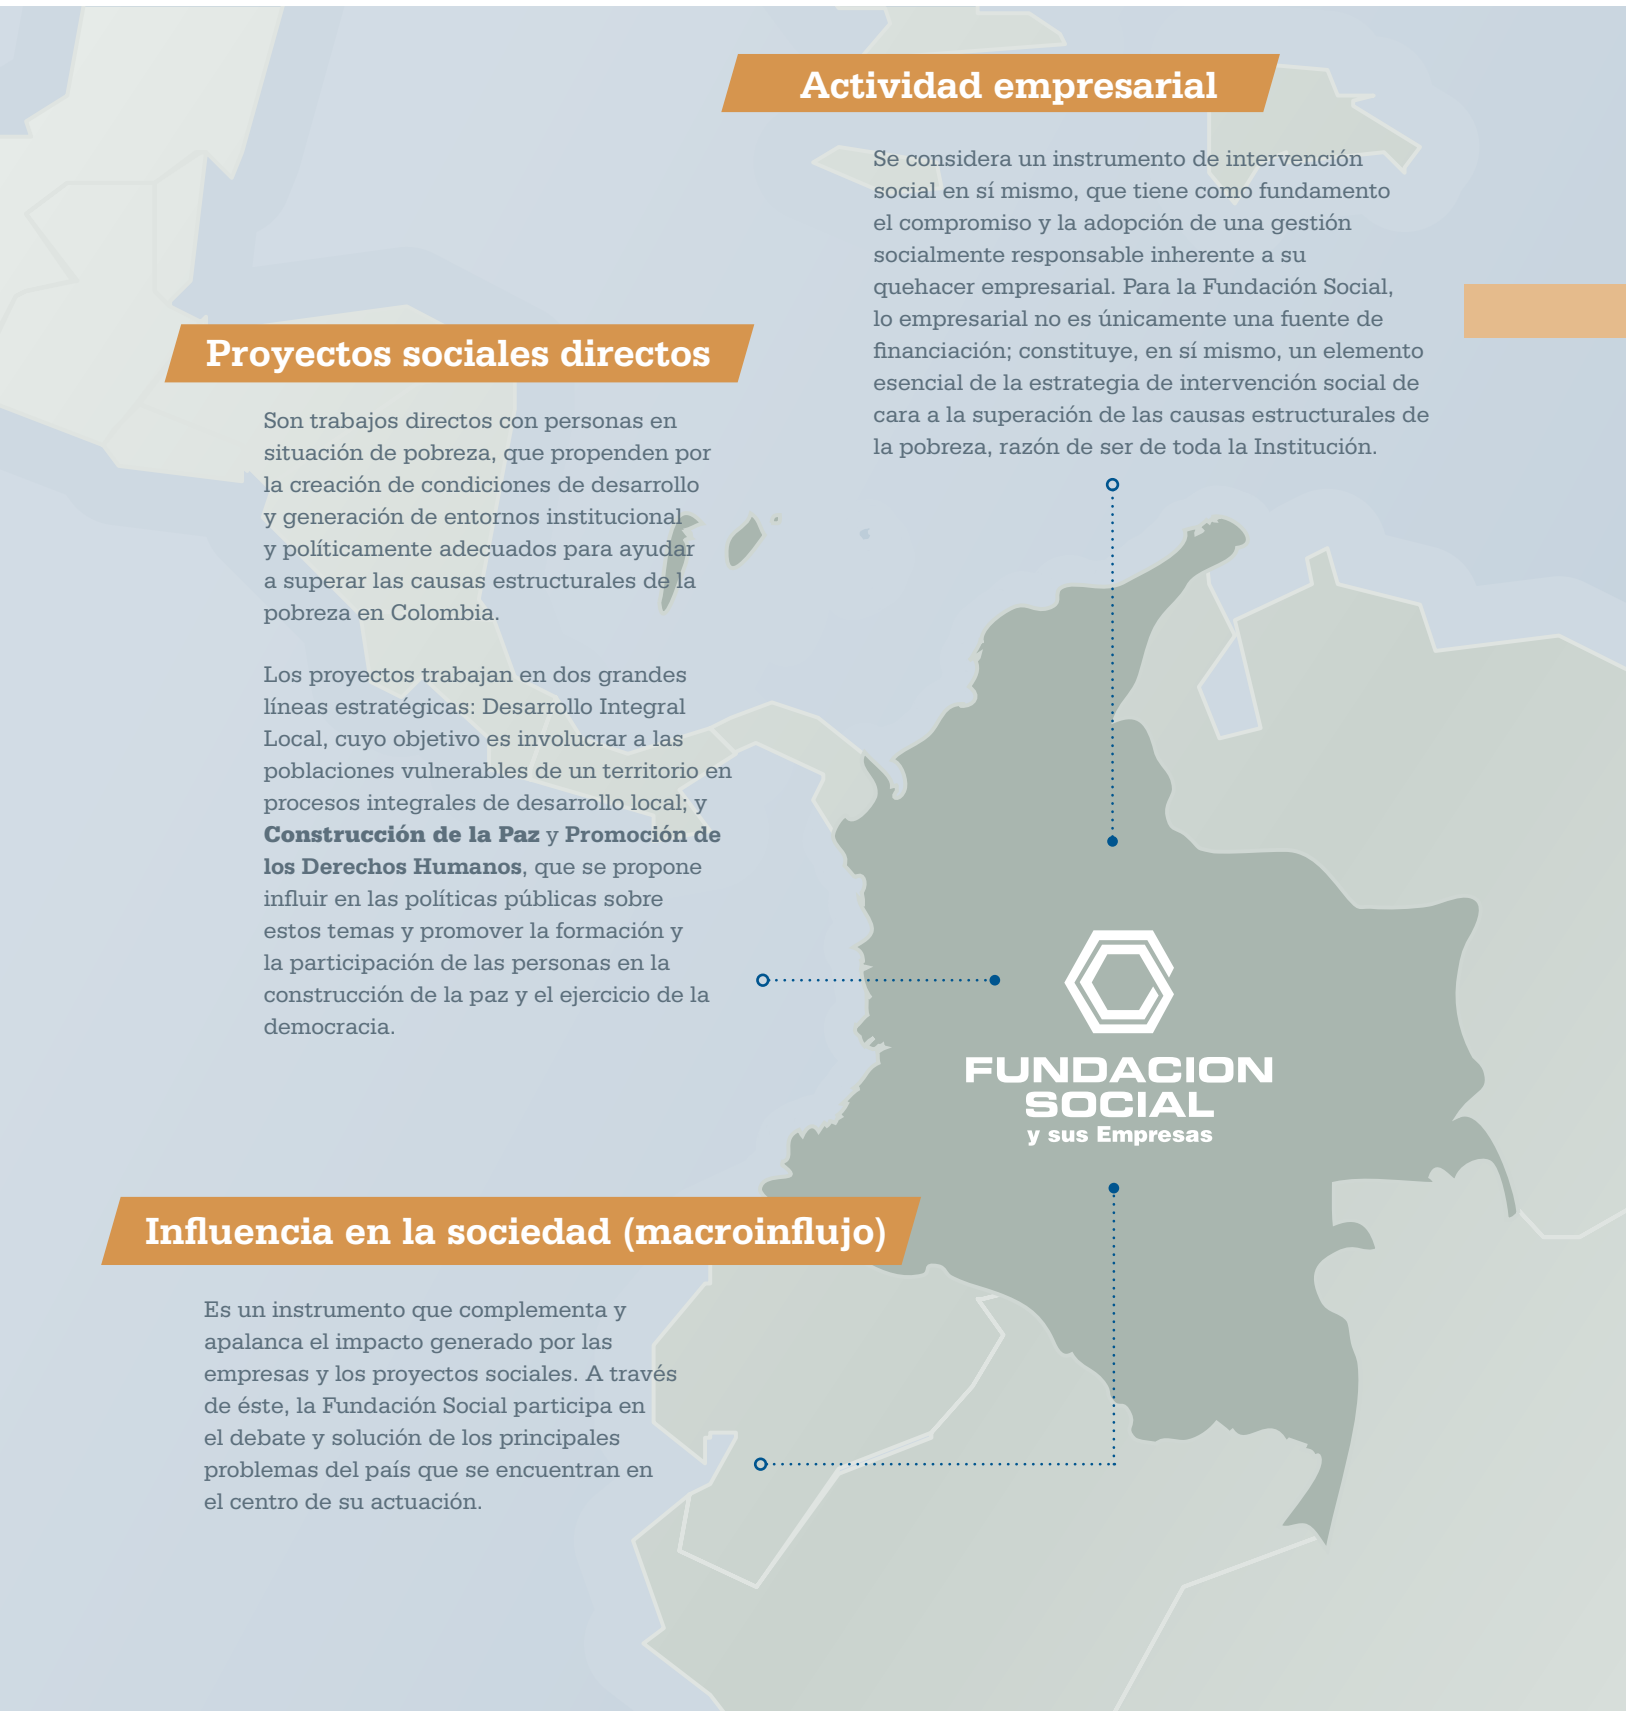 Actividad empresarial
Se considera un instrumento de intervención
social en sí mismo, que tiene como fundamento
el compromiso y la adopción de una gestión
socialmente responsable inherente a su
quehacer empresarial. Para la Fundación Social,
lo empresarial no es únicamente una fuente de
financiación; constituye, en sí mismo, un elemento
esencial de la estrategia de intervención social de
cara a la superación de las causas estructurales de
la pobreza, razón de ser de toda la Institución.
Proyectos sociales directos
Son trabajos directos con personas en
situación de pobreza, que propenden por
la creación de condiciones de desarrollo
y generación de entornos institucional
y políticamente adecuados para ayudar
a superar las causas estructurales de la
pobreza en Colombia.
Los proyectos trabajan en dos grandes
líneas estratégicas: Desarrollo Integral
Local, cuyo objetivo es involucrar a las
poblaciones vulnerables de un territorio en
procesos integrales de desarrollo local; y
Construcción de la Paz y Promoción de
los Derechos Humanos, que se propone
influir en las políticas públicas sobre
estos temas y promover la formación y
la participación de las personas en la
construcción de la paz y el ejercicio de la
democracia.
FUNDACION
SOCIAL
y sus Empresas
Influencia en la sociedad (macroinflujo)
Es un instrumento que complementa y
apalanca el impacto generado por las
empresas y los proyectos sociales. A través
de éste, la Fundación Social participa en
el debate y solución de los principales
problemas del país que se encuentran en
el centro de su actuación.